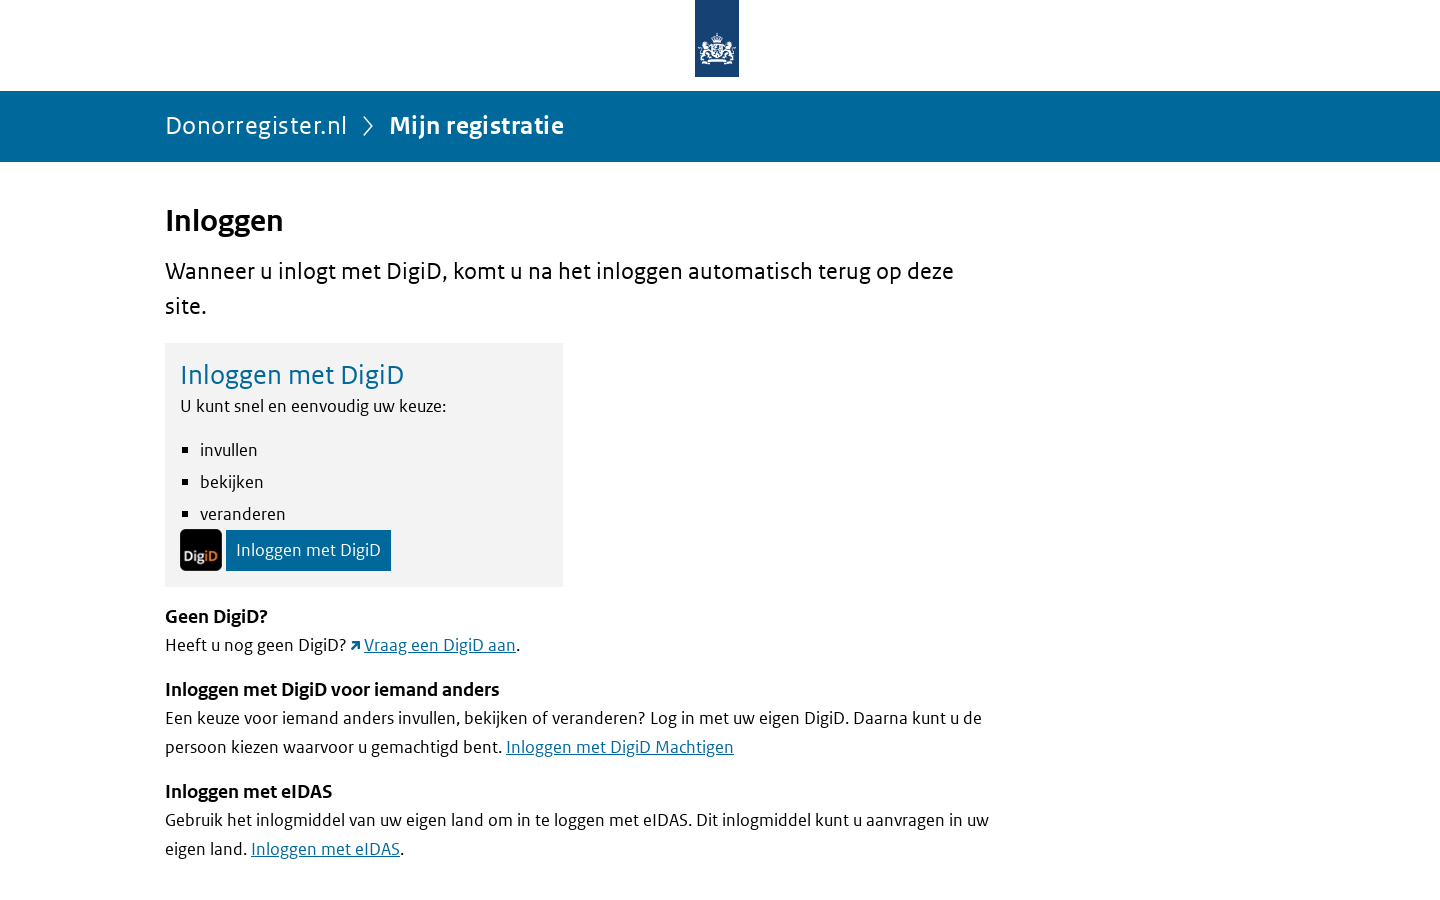 Donorregister.nl Mijn registratie
Inloggen
Wanneer u inlogt met DigiD, komt u na het inloggen automatisch terug op deze
site.
Inloggen met DigiD
U kunt snel en eenvoudig uw keuze:
invullen
bekijken
veranderen
DigiD Inloggen met DigiD
Geen DigiD?
Heeft u nog geen DigiD? Vraag een DigiD aan.
Inloggen met DigiD voor iemand anders
Een keuze voor iemand anders invullen, bekijken of veranderen? Log in met uw eigen DigiD. Daarna kunt u de
persoon kiezen waarvoor u gemachtigd bent. Inloggen met DigiD Machtigen
Inloggen met eIDAS
Gebruik het inlogmiddel van uw eigen land om in te loggen met eIDAS. Dit inlogmiddel kunt u aanvragen in uw
eigen land. Inloggen met eIDAS.